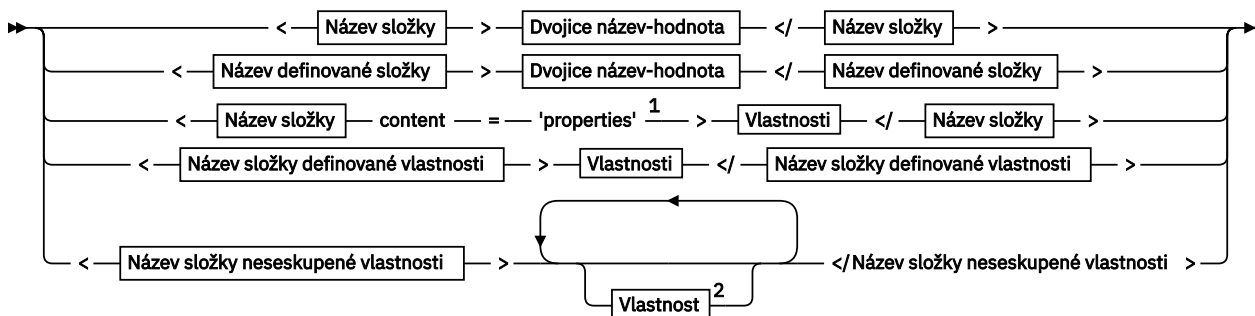 < Název složky > Dvojice název-hodnota </ Název složky >
< Název definované složky > Dvojice název-hodnota </ Název definované složky >
< Název složky content = 'properties' 1 > Vlastnosti </ Název složky >
< Název složky definované vlastnosti > Vlastnosti </ Název složky definované vlastnosti >
< Název složky neseskupené vlastnosti > </ Název složky neseskupené vlastnosti >
Vlastnost 2